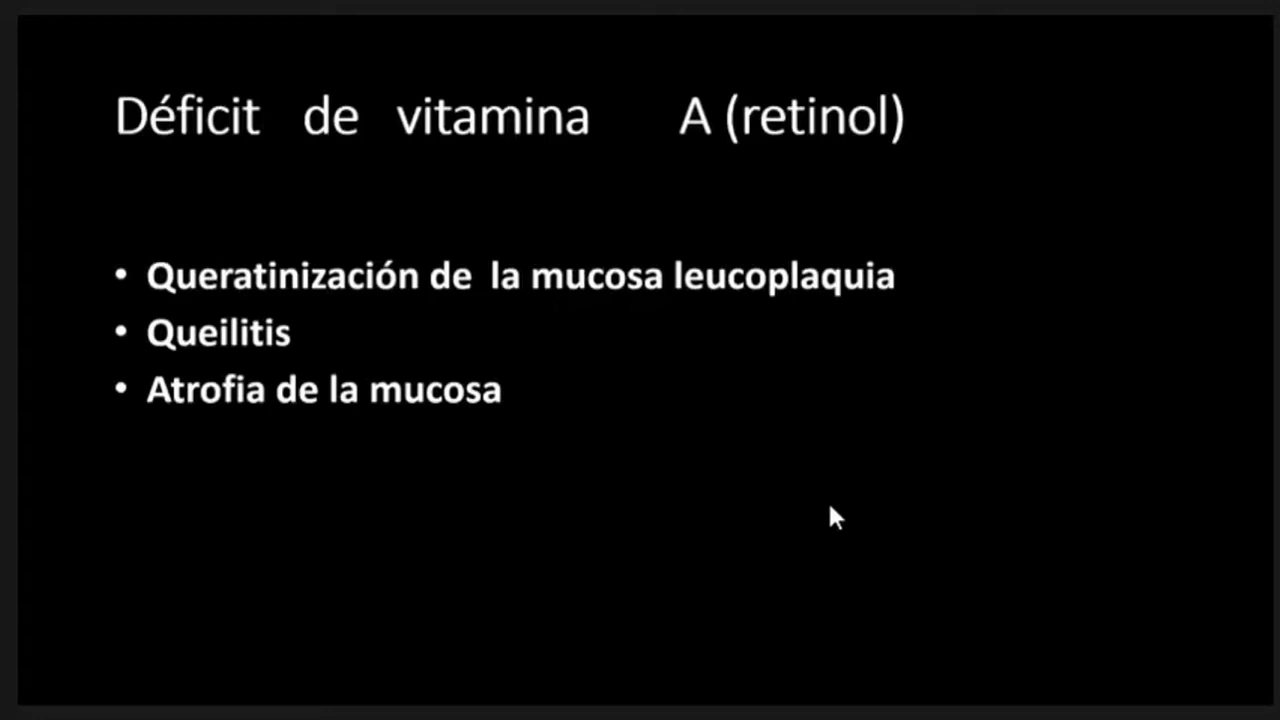 Déficit de vitamina A (retinol)
• Queratinización de la mucosa leucoplaquia
• Queilitis
• Atrofia de la mucosa